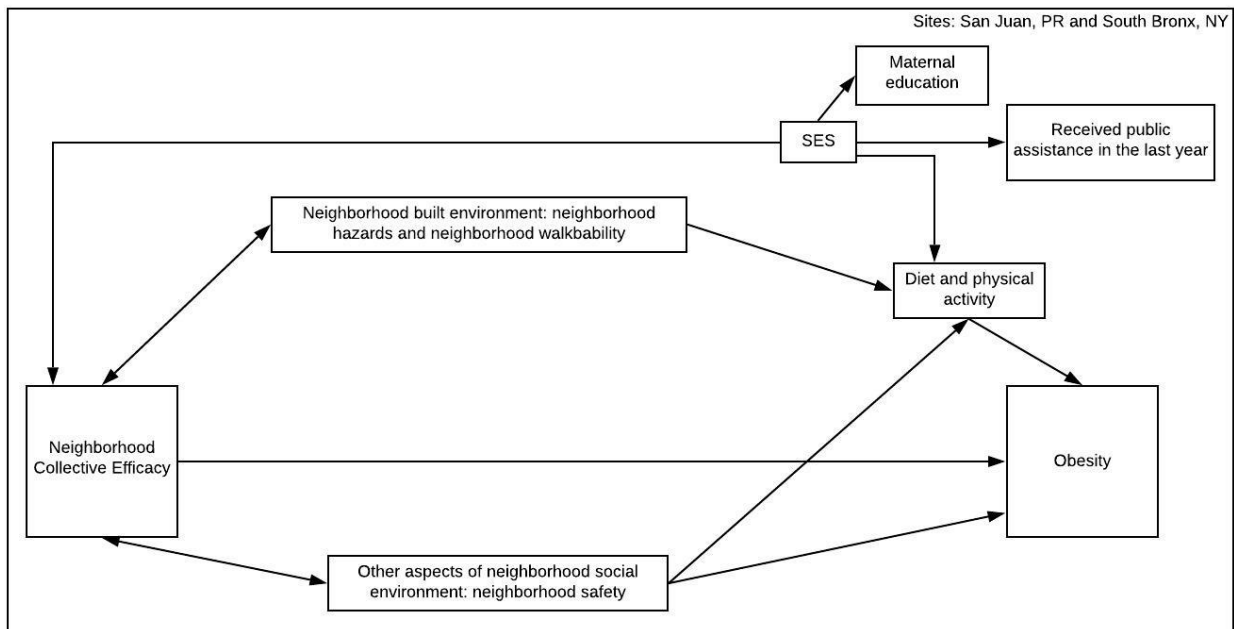 Sites: San Juan, PR and South Bronx, NY
Maternal
education
SES
Received public
assistance in the last year
Neighborhood built environment: neighborhood
hazards and neighborhood walkbability
Diet and physical
activity
Neighborhood
Collective Efficacy
Obesity
Other aspects of neighborhood social
environment: neighborhood safety